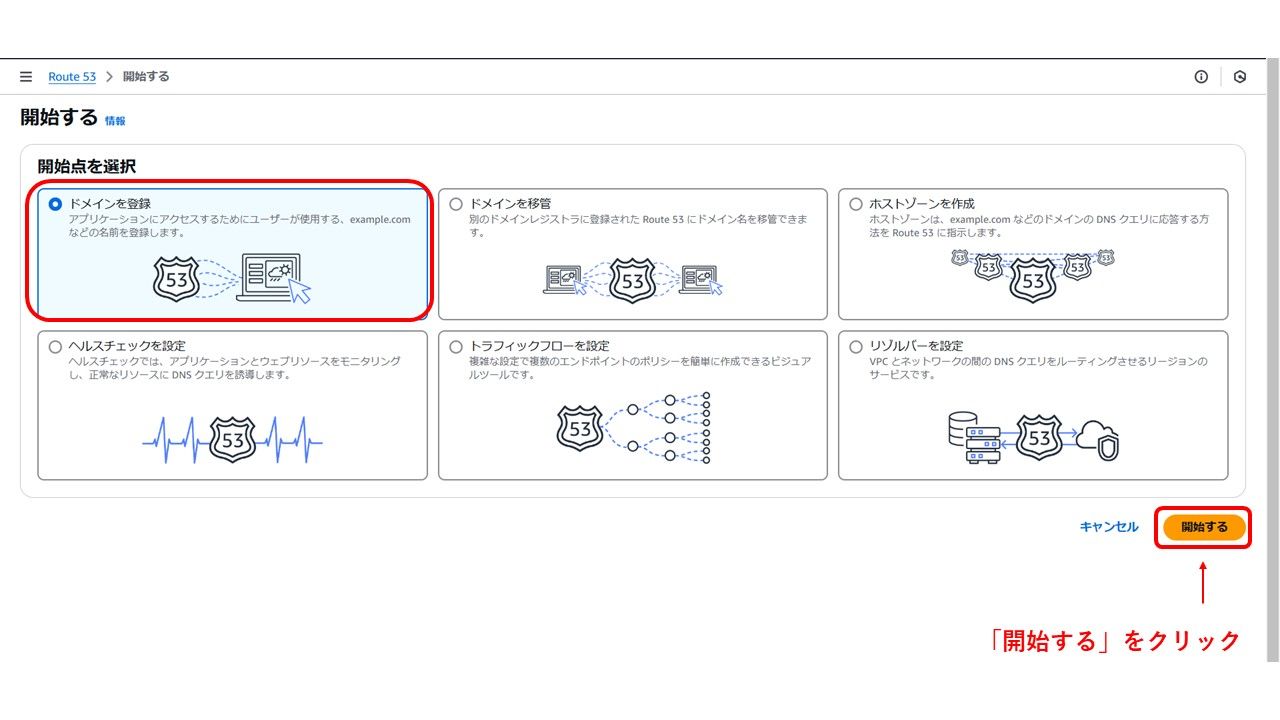 Route 53 > 開始する
開始する 情報
開始点を選択
ドメインを登録
アプリケーションにアクセスするためにユーザーが使用する、example.com
などの名前を登録します。
53
ドメインを移管
別のドメインレジストラに登録された Route 53 にドメイン名を移管できま
す。
53
ホストゾーンを作成
ホストゾーンは、example.com などのドメインの DNS クエリに応答する方
法を Route 53 に指示します。
53 53 53 53 53
ヘルスチェックを設定
ヘルスチェックでは、アプリケーションとウェブリソースをモニタリング
し、正常なリソースに DNS クエリを誘導します。
53
トラフィックフローを設定
複雑な設定で複数のエンドポイントのポリシーを簡単に作成できるビジュア
ルツールです。
53
リゾルバーを設定
VPC とネットワークの間の DNS クエリをルーティングさせるリージョンの
サービスです。
53
キャンセル 開始する
「開始する」をクリック